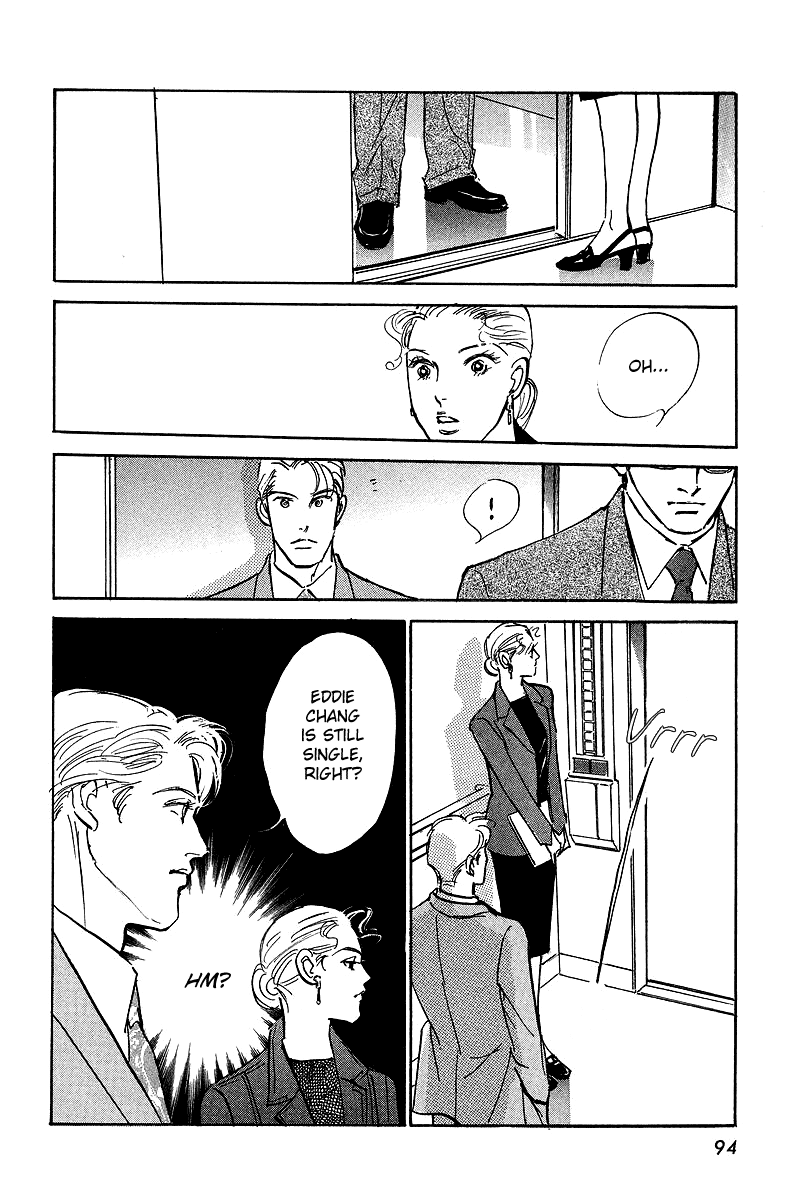 OH...
!
EDDIE
CHANG
IS STILL
SINGLE,
RIGHT?
HM?
Vrrr
94